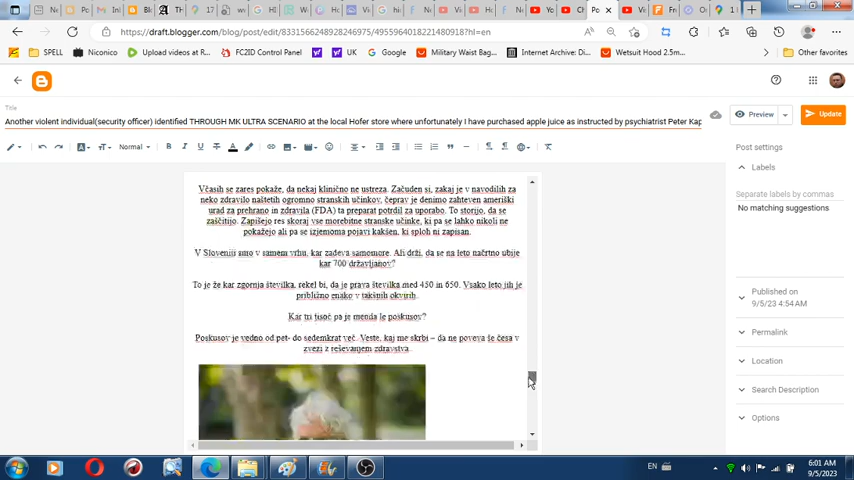 https://draft.blogger.com/blog/post/edit/8331566248928246975/4955964018221480918?hl=en
SPELL
Niconico
Upload videos at r...
FC2ID Control Panel
UK
Google
Military Waist Bag...
Internet Archive: Di...
Wetsuit Hood 2.5m...
Other favorites
Title
Another violent individual(security officer) identified THROUGH MK ULTRA SCENARIO at the local Hofer store where unfortunately I have purchased apple juice as instructed by psychiatrist Peter Kap
Preview
Update
Normal
Post settings
Labels
Separate labels by commas
No matching suggestions
Published on
9/5/23 4:54 AM
Permalink
Location
Search Description
Options
Včasih se zares pokaže, da nekaj klinično ne ustreza. Začuden si, zakaj je v navodilih za
neko zdravilo naštetih ogromno stranskih učinkov, čeprav je denimo zahteven ameriški
urad za prehrano in zdravila (FDA) ta preparat potrdil za uporabo. To storijo, da se
zaščitijo. Zapišejo res skoraj vse morebitne stranske učinke, ki pa se lahko nikoli ne
pokažejo ali pa se izjemoma pojavi kakšen, ki sploh ni zapisan.
V Sloveniji smo v samem vrhu, kar zadeva samomore. Ali drži, da se na leto načrtno ubije
kar 700 državljanov?
To je že kar zgornja številka, rekel bi, da je prava številka med 450 in 650. Vsako leto jih je
približno enako v takšnih okvirih.
Kar tri tisoč pa je menda le poskusov?
Poskusov je vedno od pet- do sedemkrat več. Veste, kaj me skrbi – da ne poveva še česa v
zvezi z reševanjem zdravstva.
EN
6:01 AM
9/5/2023